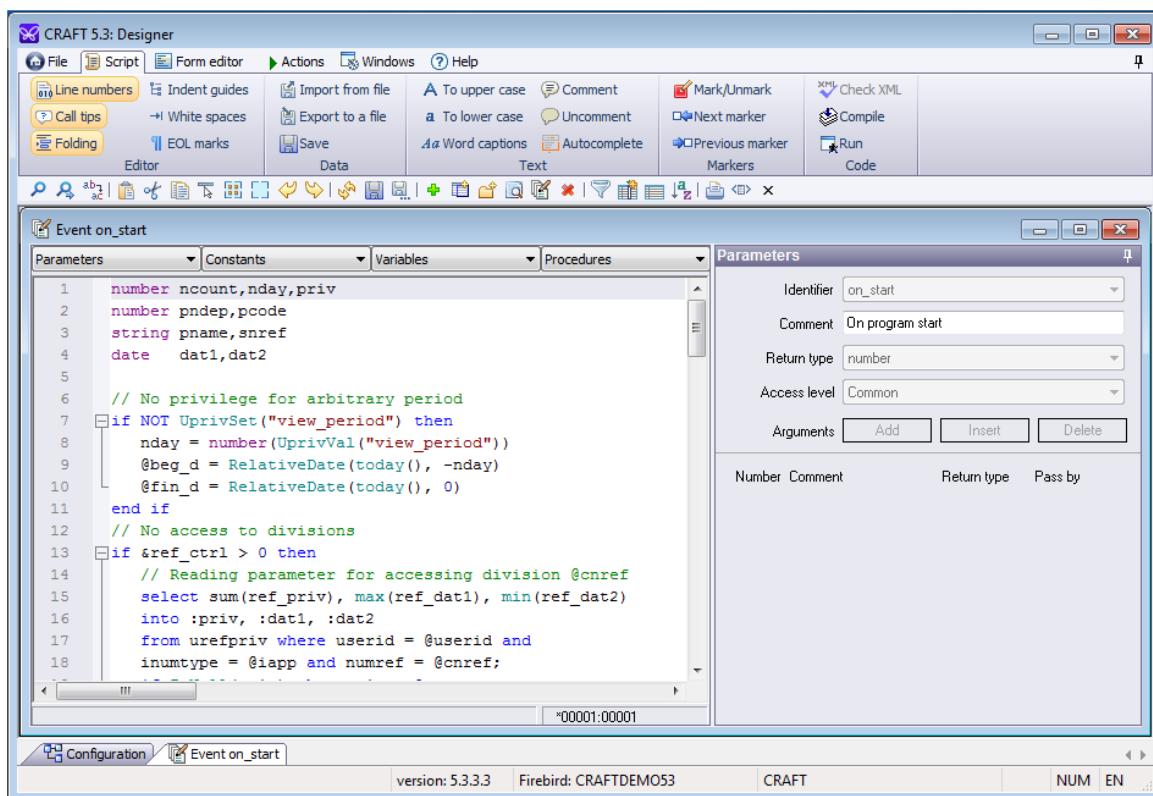 CRAFT 5.3: Designer
File Script Form editor Actions Windows Help
Line numbers Indent guides Import from file A To upper case Comment Mark/Unmark XML Check XML
Call tips White spaces Export to a file a To lower case Uncomment Next marker Compile
Folding EOL marks Save Aa Word captions Autocomplete Previous marker Run
Editor Data Text Markers Code
Event on_start
Parameters Constants Variables Procedures
1 number ncount,nday,priv
2 number pndep,pcode
3 string pname,snref
4 date dat1,dat2
5
6 // No privilege for arbitrary period
7 if NOT UprivSet("view_period") then
8 nday = number(UprivVal("view_period"))
9 @beg_d = RelativeDate(today(), -nday)
10 @fin_d = RelativeDate(today(), 0)
11 end if
12 // No access to divisions
13 if &ref_ctrl > 0 then
14 // Reading parameter for accessing division @cnref
15 select sum(ref_priv), max(ref_dat1), min(ref_dat2)
16 into :priv, :dat1, :dat2
17 from urefpriv where userid = @userid and
18 inumtype = @iapp and numref = @cnref;
*00001:00001
Parameters
Identifier on_start
Comment On program start
Return type number
Access level Common
Arguments Add Insert Delete
Number Comment Return type Pass by
Configuration Event on_start
version: 5.3.3.3 Firebird: CRAFTDEMO53 CRAFT NUM EN